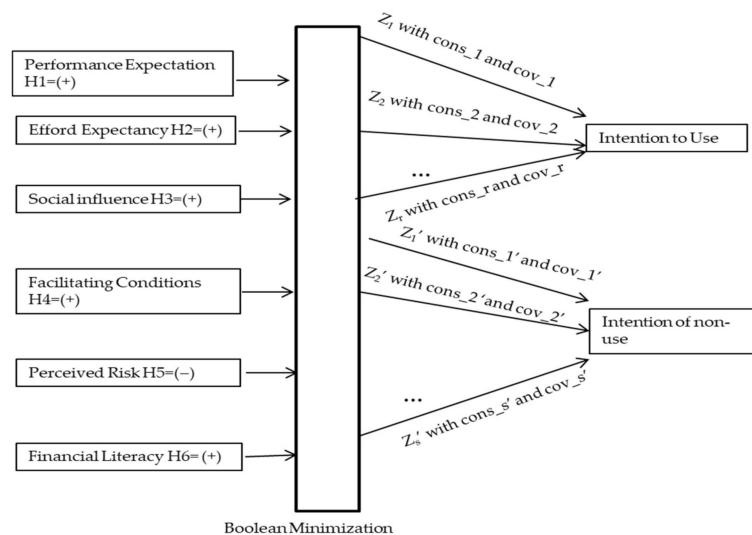 Performance Expectation
H1=(+)
Efford Expectancy H2=(+)
Social influence H3=(+)
Facilitating Conditions
H4=(+)
Perceived Risk H5=(−)
Financial Literacy H6=(+)
Boolean Minimization
Z1 with cons_1 and cov_1
Z2 with cons_2 and cov_2
...
Zr with cons_r and cov_r
Z1′ with cons_1′ and cov_1′
Z2′ with cons_2′ and cov_2′
...
Zs′ with cons_s′ and cov_s′
Intention to Use
Intention of non-
use